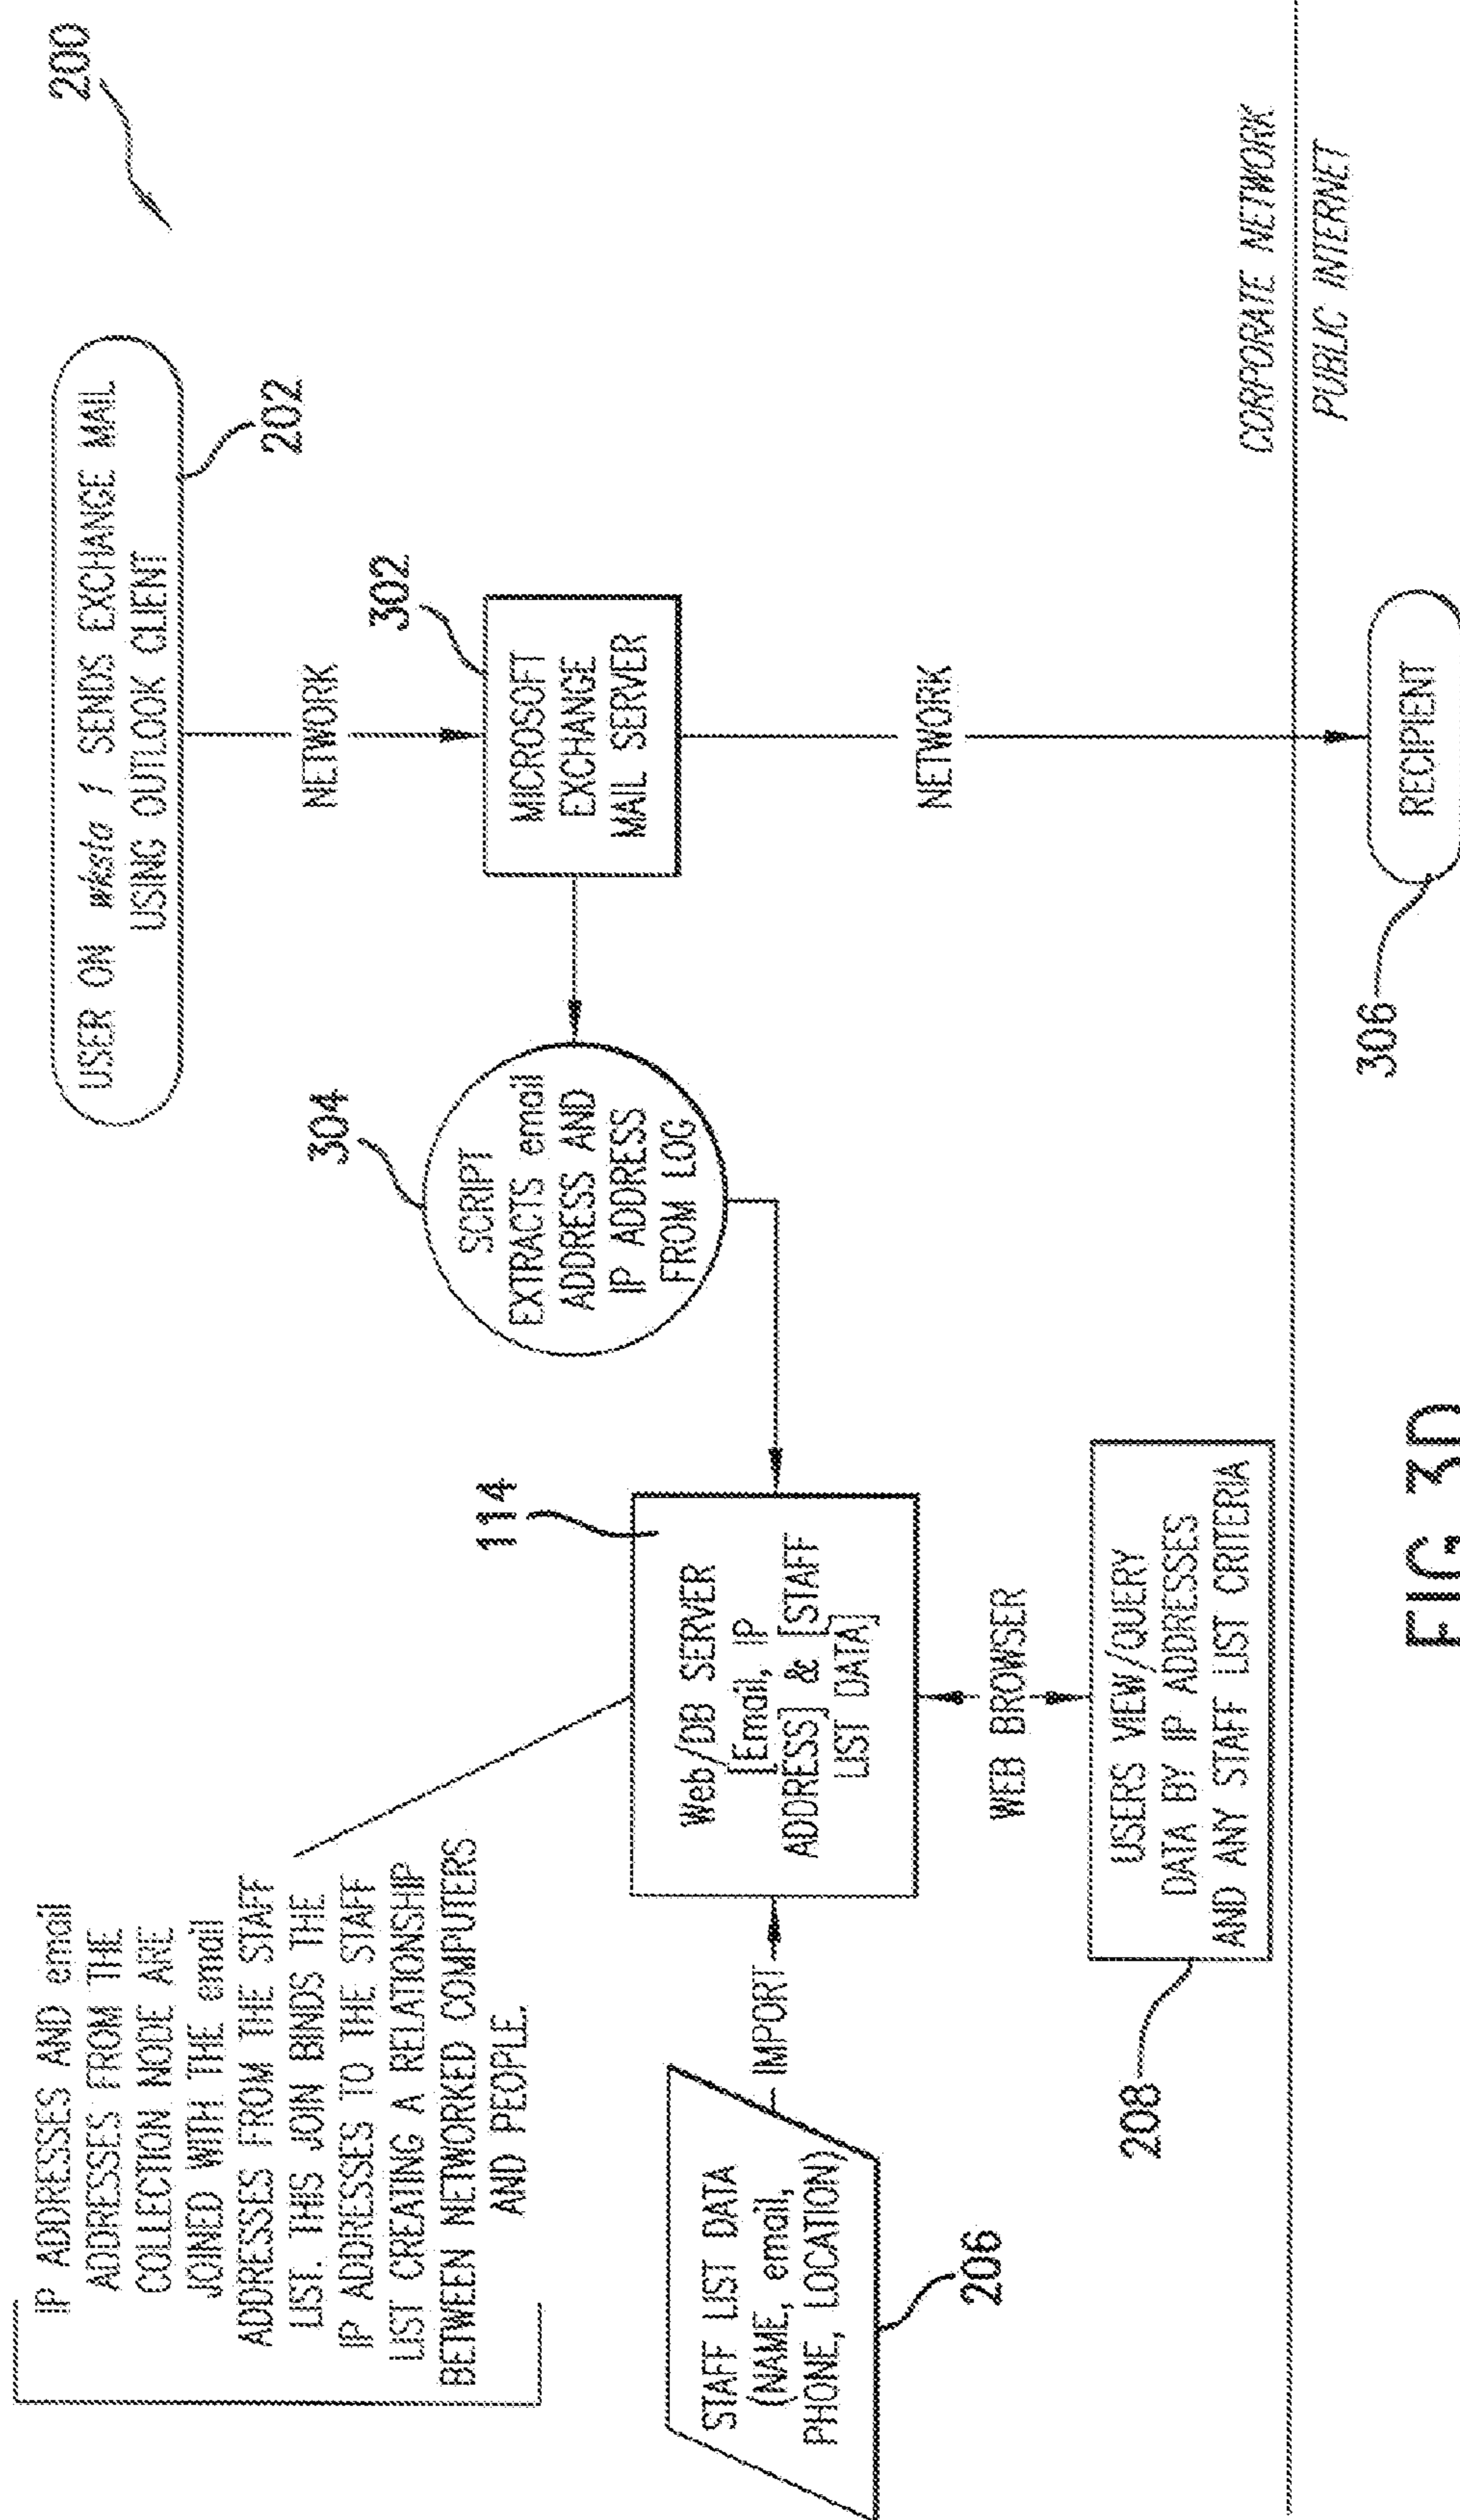 200
USER ON wksta 1 SENDS EXCHANGE MAIL
USING OUTLOOK CLIENT
202
NETWORK
302
MICROSOFT
EXCHANGE
MAIL SERVER
304
SCRIPT
EXTRACTS email
ADDRESS AND
IP ADDRESS
FROM LOG
IP ADDRESSES AND email
ADDRESSES FROM THE
COLLECTION NODE ARE
JOINED WITH THE email
ADDRESSES FROM THE STAFF
LIST. THIS JOIN BINDS THE
IP ADDRESSES TO THE STAFF
LIST CREATING A RELATIONSHIP
BETWEEN NETWORKED COMPUTERS
AND PEOPLE.
114
Web/DB SERVER
[Email, IP
ADDRESS] & [STAFF
LIST DATA]
IMPORT
STAFF LIST DATA
(NAME, email,
PHONE, LOCATION)
206
WEB BROWSER
USERS VIEW/QUERY
DATA BY IP ADDRESSES
AND ANY STAFF LIST CRITERIA
208
NETWORK
CORPORATE NETWORK
PUBLIC INTERNET
RECIPIENT
306
FIG. 3D